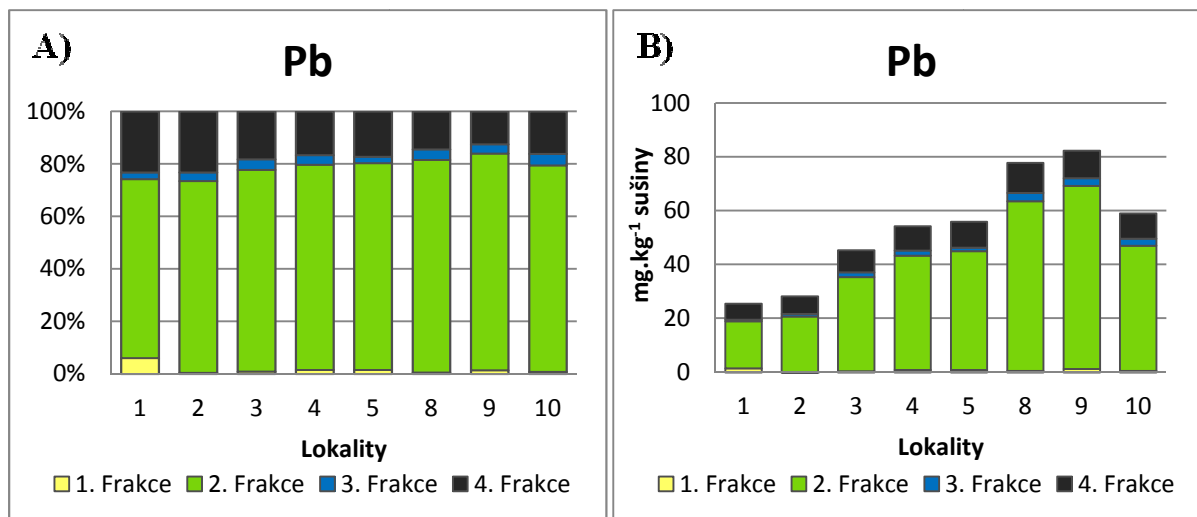 A)
Pb
100%
80%
60%
40%
20%
0%
1 2 3 4 5 8 9 10
Lokality
1. Frakce 2. Frakce 3. Frakce 4. Frakce
B)
Pb
mg.kg⁻¹ sušiny
100
80
60
40
20
0
1 2 3 4 5 8 9 10
Lokality
1. Frakce 2. Frakce 3. Frakce 4. Frakce